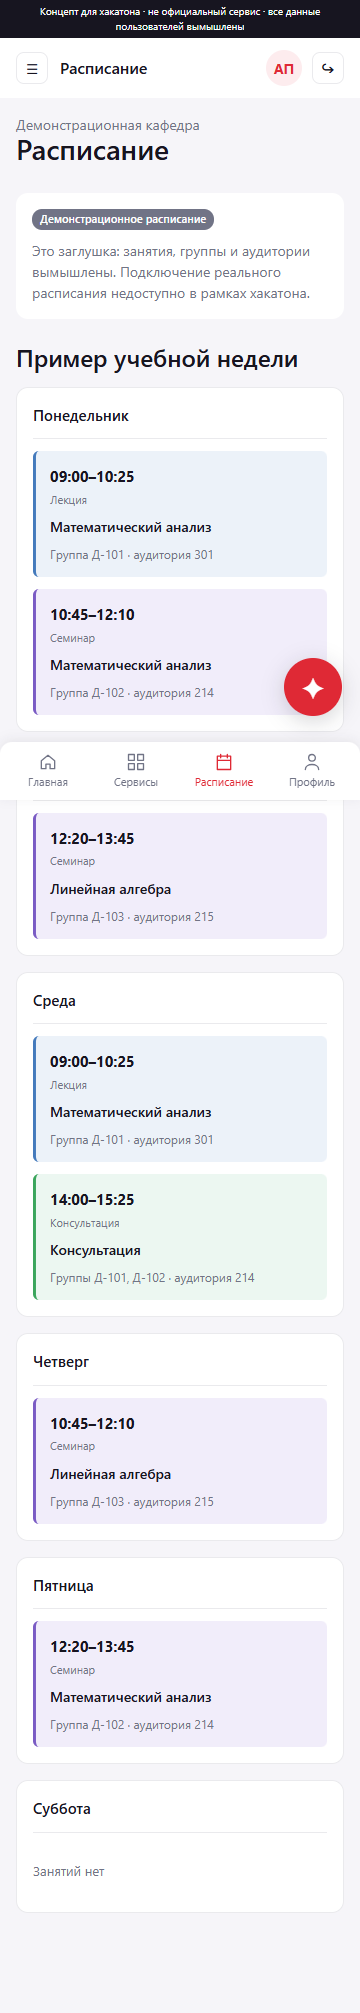 Концепт для хакатона · не официальный сервис · все данные
пользователей вымышлены
Расписание
АП
Демонстрационная кафедра
Расписание
Демонстрационное расписание
Это заглушка: занятия, группы и аудитории
вымышлены. Подключение реального
расписания недоступно в рамках хакатона.
Пример учебной недели
Понедельник
09:00–10:25
Лекция
Математический анализ
Группа Д-101 · аудитория 301
10:45–12:10
Семинар
Математический анализ
Группа Д-102 · аудитория 214
Главная
Сервисы
Расписание
Профиль
12:20–13:45
Семинар
Линейная алгебра
Группа Д-103 · аудитория 215
Среда
09:00–10:25
Лекция
Математический анализ
Группа Д-101 · аудитория 301
14:00–15:25
Консультация
Консультация
Группы Д-101, Д-102 · аудитория 214
Четверг
10:45–12:10
Семинар
Линейная алгебра
Группа Д-103 · аудитория 215
Пятница
12:20–13:45
Семинар
Математический анализ
Группа Д-102 · аудитория 214
Суббота
Занятий нет